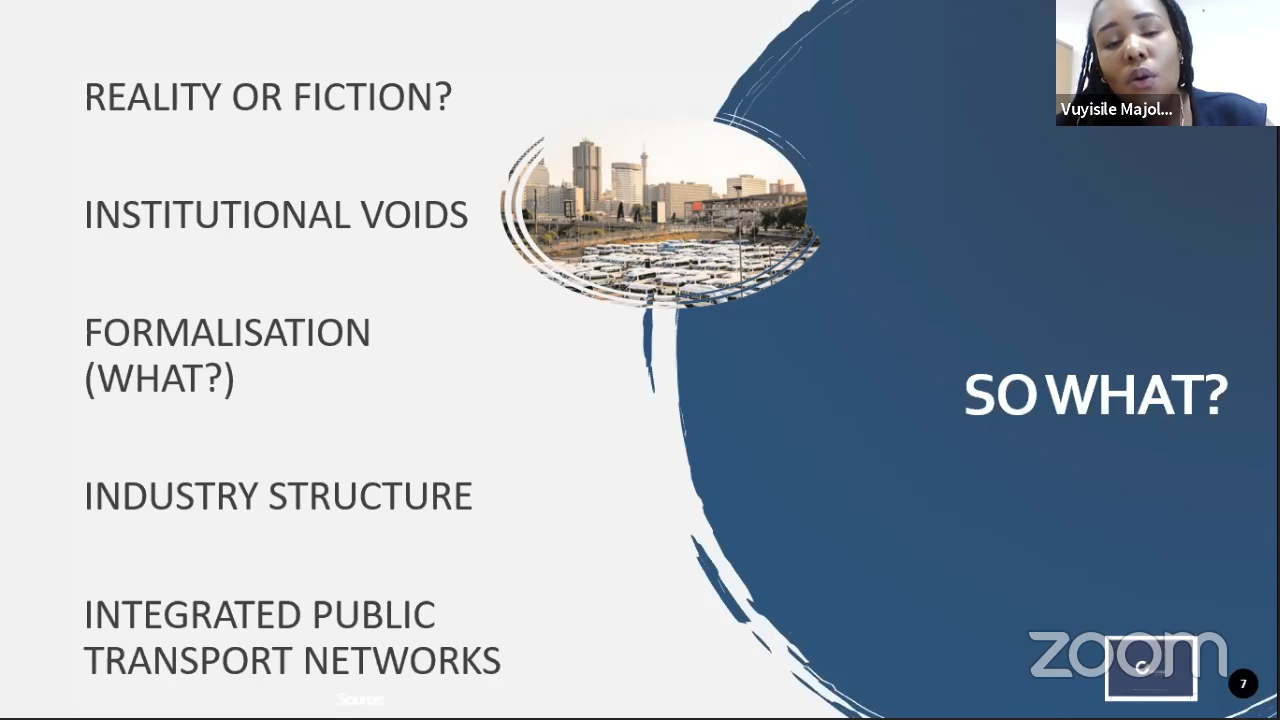 REALITY OR FICTION?
INSTITUTIONAL VOIDS
FORMALISATION
(WHAT?)
INDUSTRY STRUCTURE
INTEGRATED PUBLIC
TRANSPORT NETWORKS
Source:
SO WHAT?
Vuyisile Majol...
zoom
7